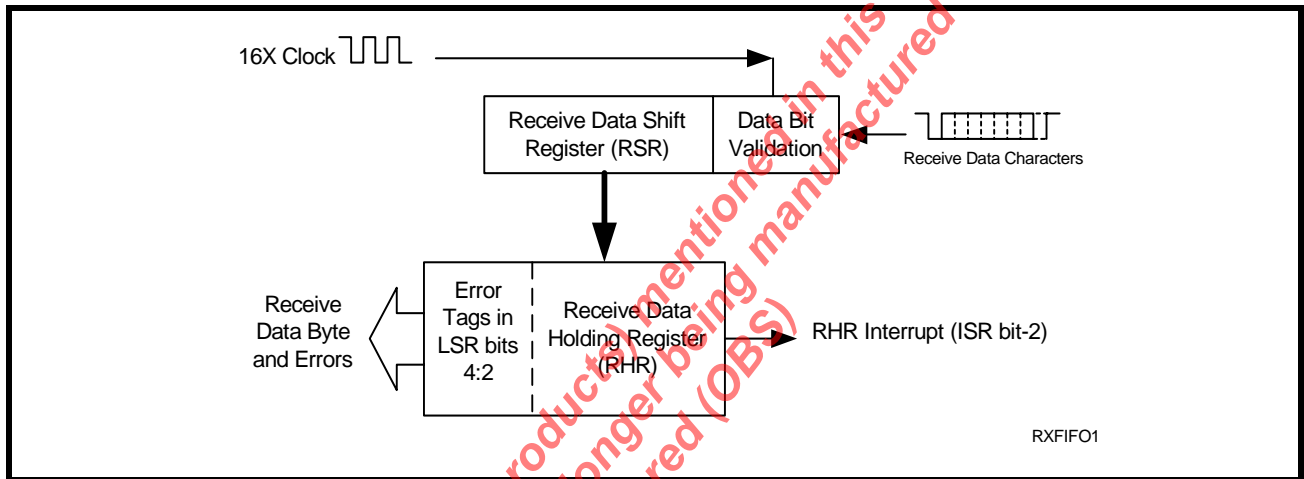 16X Clock
Receive Data Shift
Register (RSR)
Data Bit
Validation
Receive Data Characters
Receive
Data Byte
and Errors
Error
Tags in
LSR bits
4:2
Receive Data
Holding Register
(RHR)
RHR Interrupt (ISR bit-2)
RXFIFO1
roducts) mentioned in this
longer being manufactured
red (OBS)